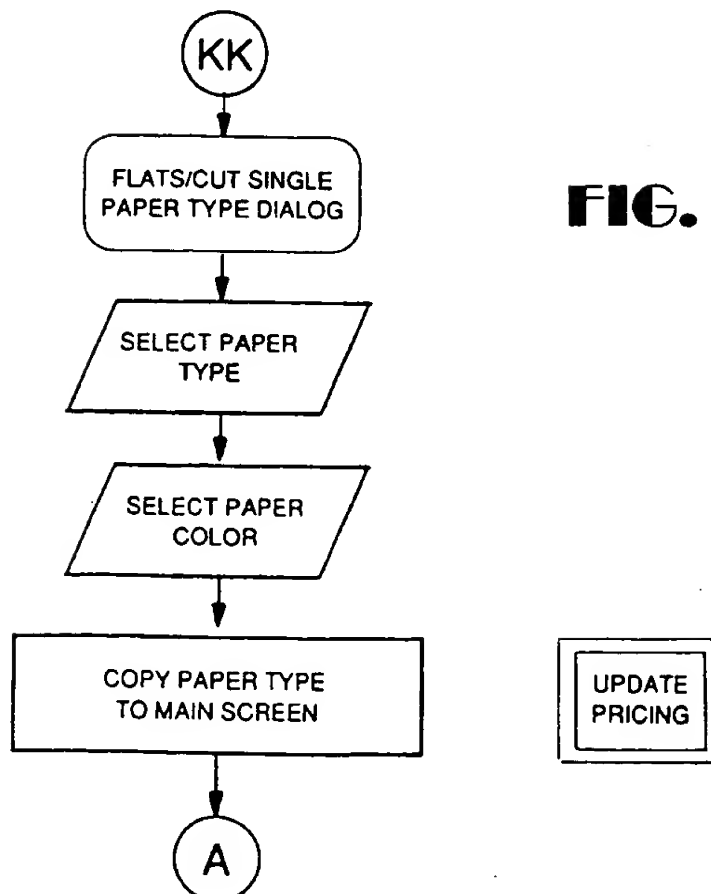 KK
FLATS/CUT SINGLE
PAPER TYPE DIALOG
FIG.
SELECT PAPER
TYPE
SELECT PAPER
COLOR
COPY PAPER TYPE
TO MAIN SCREEN
UPDATE
PRICING
A